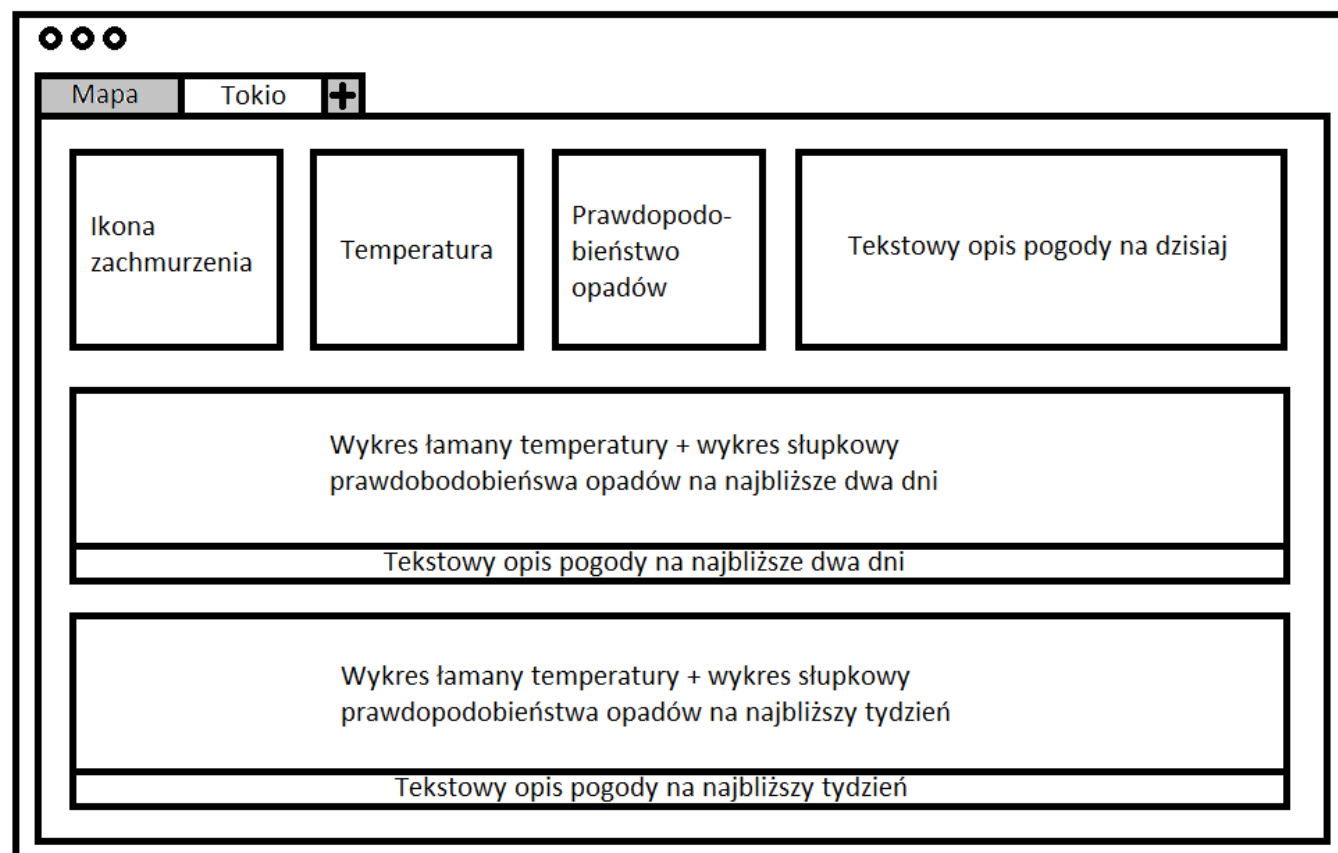 Mapa
Tokio
Ikona
zachmurzenia
Temperatura
Prawdopodo-
bieństwo
opadów
Tekstowy opis pogody na dzisiaj
Wykres łamany temperatury + wykres słupkowy
prawdobodobieńswa opadów na najbliższe dwa dni
Tekstowy opis pogody na najbliższe dwa dni
Wykres łamany temperatury + wykres słupkowy
prawdopodobieństwa opadów na najbliższy tydzień
Tekstowy opis pogody na najbliższy tydzień